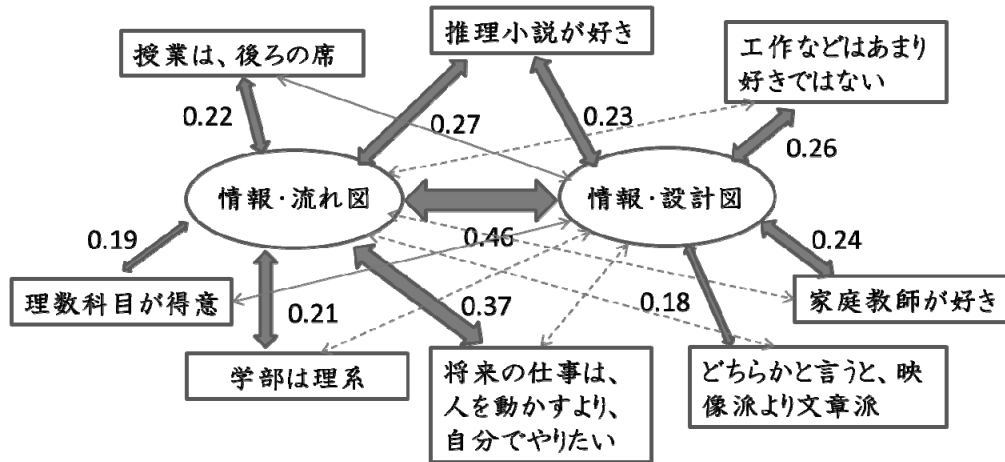 推理小説が好き
授業は、後ろの席
工作などはあまり
好きではない
0.22
0.27
0.23
0.26
情報・流れ図
情報・設計図
0.19
0.46
0.24
理数科目が得意
0.21
0.37
0.18
家庭教師が好き
学部は理系
将来の仕事は、
人を動かすより、
自分でやりたい
どちらかと言うと、映
像派より文章派